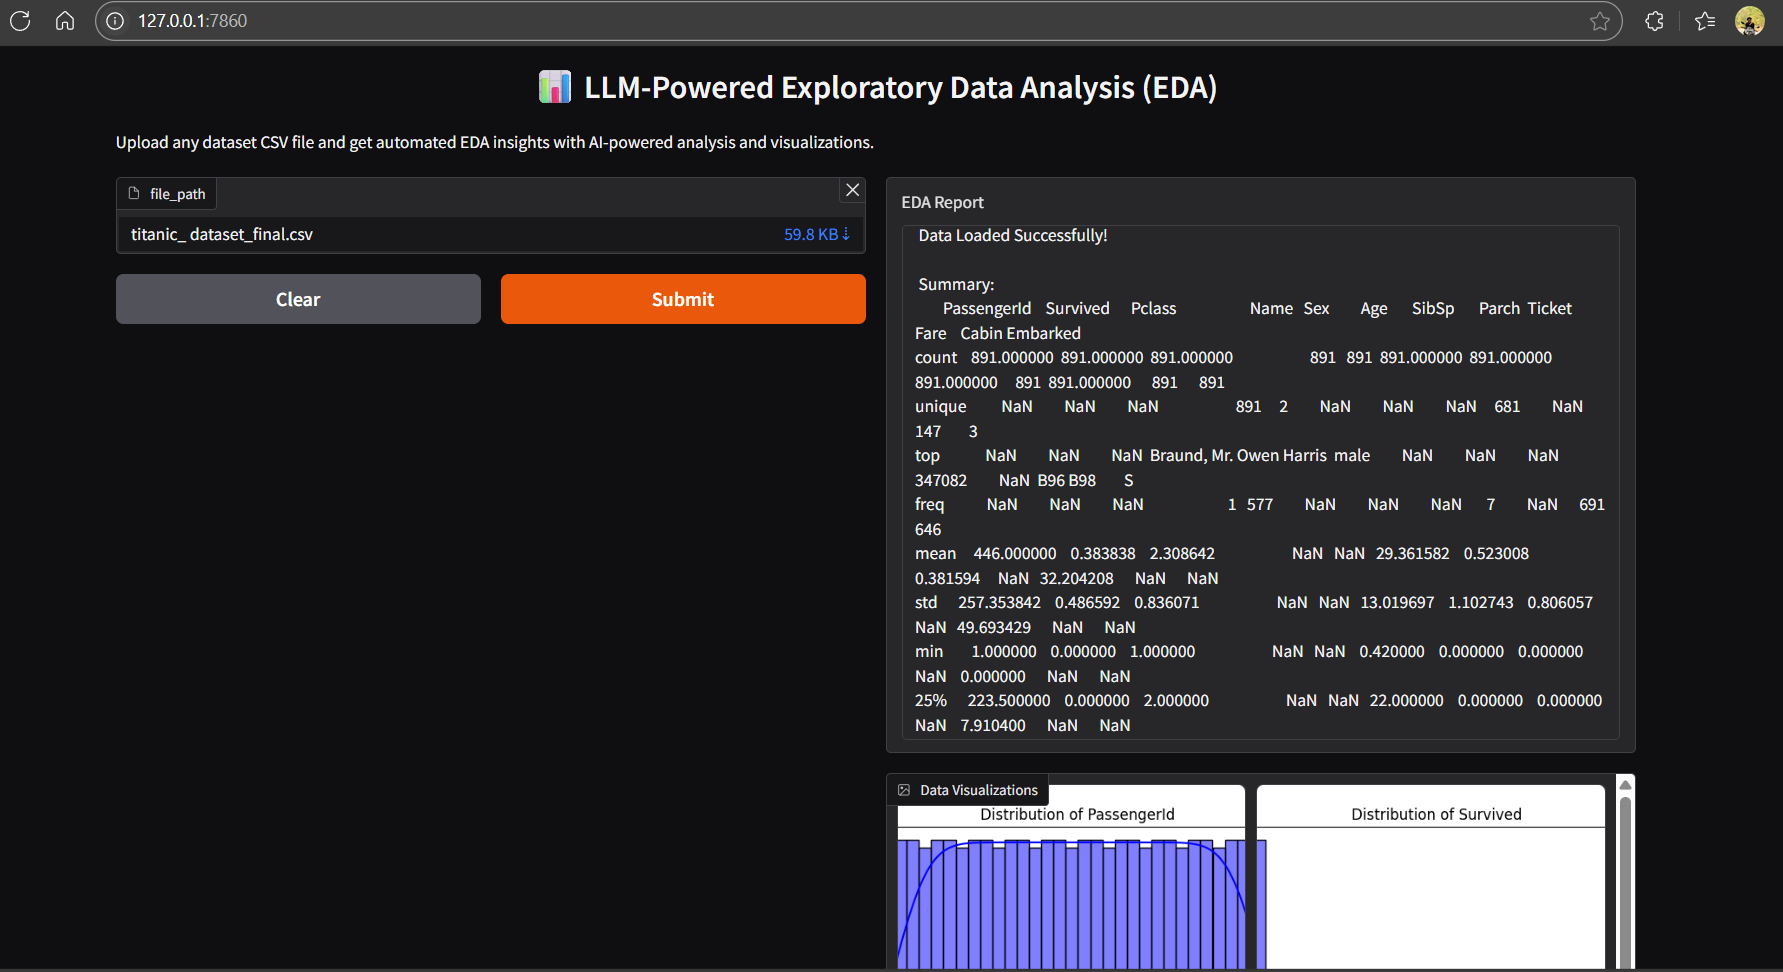 127.0.0.1:7860
LLM-Powered Exploratory Data Analysis (EDA)
Upload any dataset CSV file and get automated EDA insights with AI-powered analysis and visualizations.
file_path
titanic_ dataset_final.csv 59.8 KB ⇣
Clear Submit
EDA Report
Data Loaded Successfully!
Summary:
PassengerId Survived Pclass Name Sex Age SibSp Parch Ticket
Fare Cabin Embarked
count 891.000000 891.000000 891.000000 891 891 891.000000 891.000000
891.000000 891 891.000000 891 891
unique NaN NaN NaN 891 2 NaN NaN NaN 681 NaN
147 3
top NaN NaN NaN Braund, Mr. Owen Harris male NaN NaN NaN
347082 NaN B96 B98 S
freq NaN NaN NaN 1 577 NaN NaN NaN 7 NaN 691
646
mean 446.000000 0.383838 2.308642 NaN NaN 29.361582 0.523008
0.381594 NaN 32.204208 NaN NaN
std 257.353842 0.486592 0.836071 NaN NaN 13.019697 1.102743 0.806057
NaN 49.693429 NaN NaN
min 1.000000 0.000000 1.000000 NaN NaN 0.420000 0.000000 0.000000
NaN 0.000000 NaN NaN
25% 223.500000 0.000000 2.000000 NaN NaN 22.000000 0.000000 0.000000
NaN 7.910400 NaN NaN
Data Visualizations
Distribution of PassengerId
Distribution of Survived